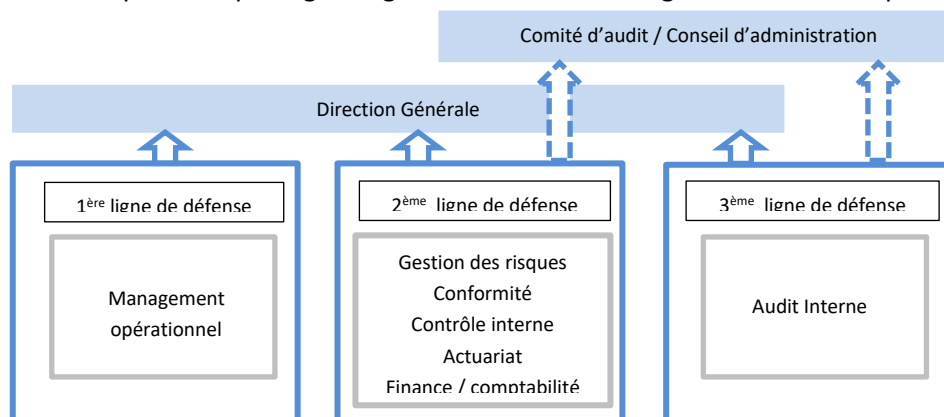 Comité d’audit / Conseil d’administration
Direction Générale
1ère ligne de défense
2ème ligne de défense
3ème ligne de défense
Management
opérationnel
Gestion des risques
Conformité
Contrôle interne
Actuariat
Finance / comptabilité
Audit Interne